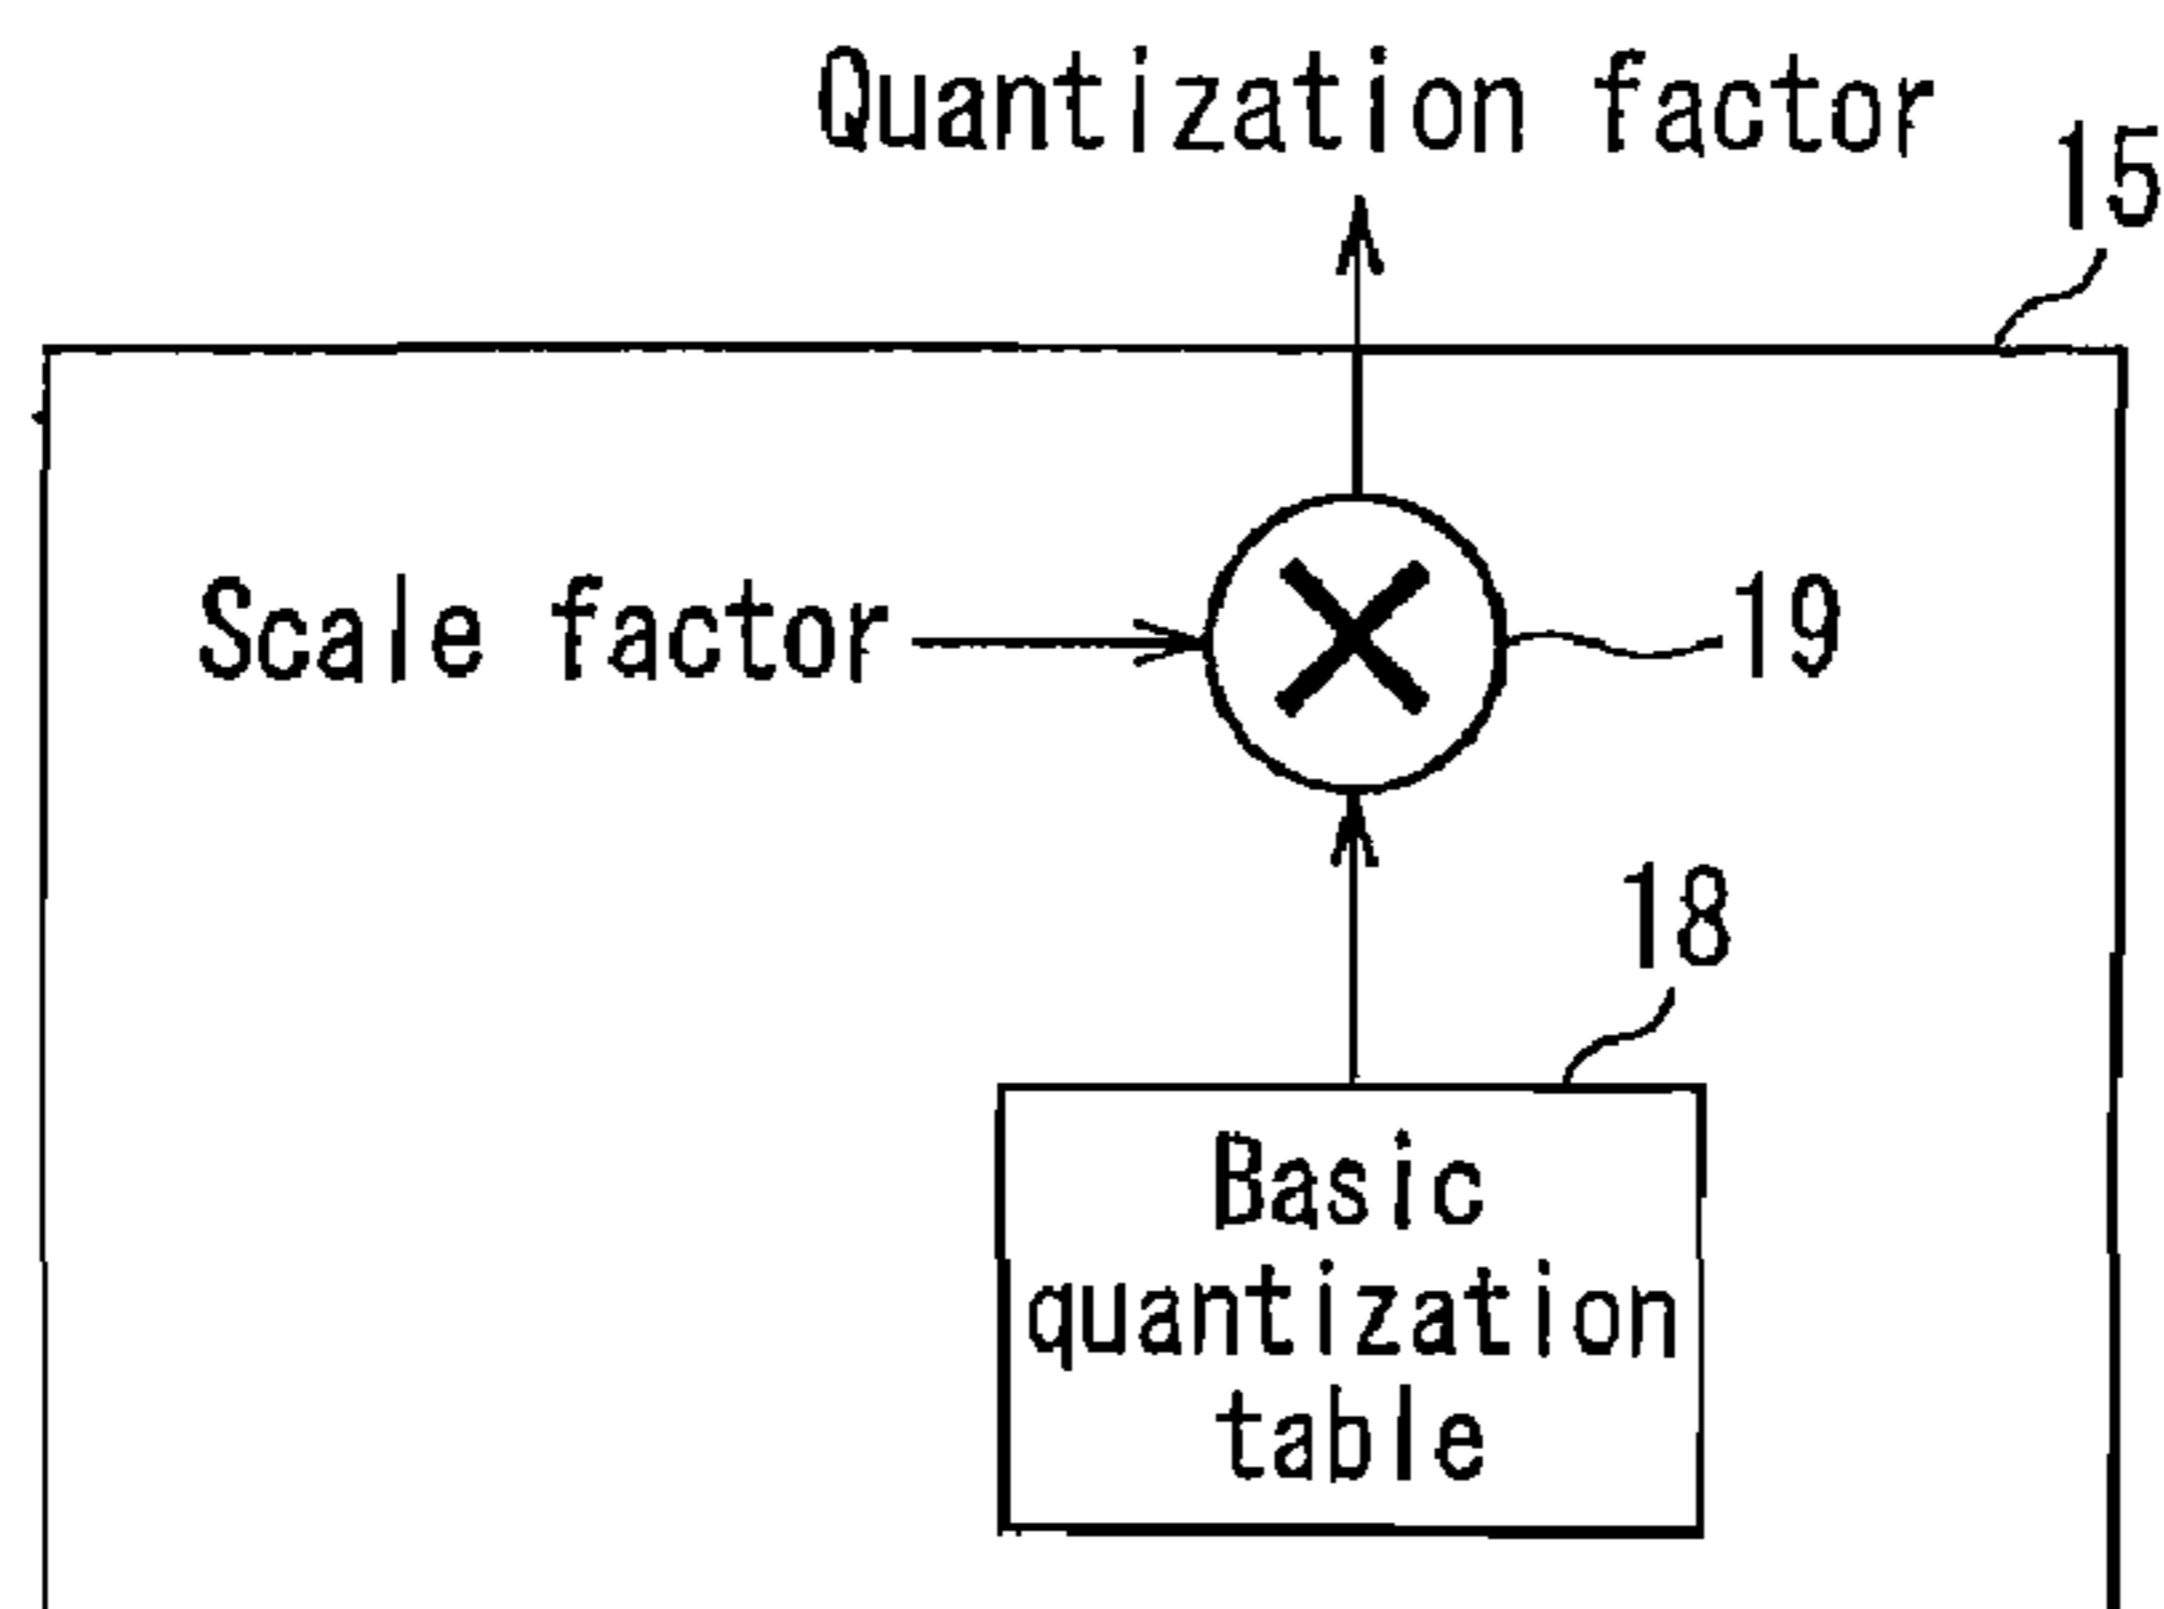 Quantization factor
15
Scale factor
19
18
Basic
quantization
table